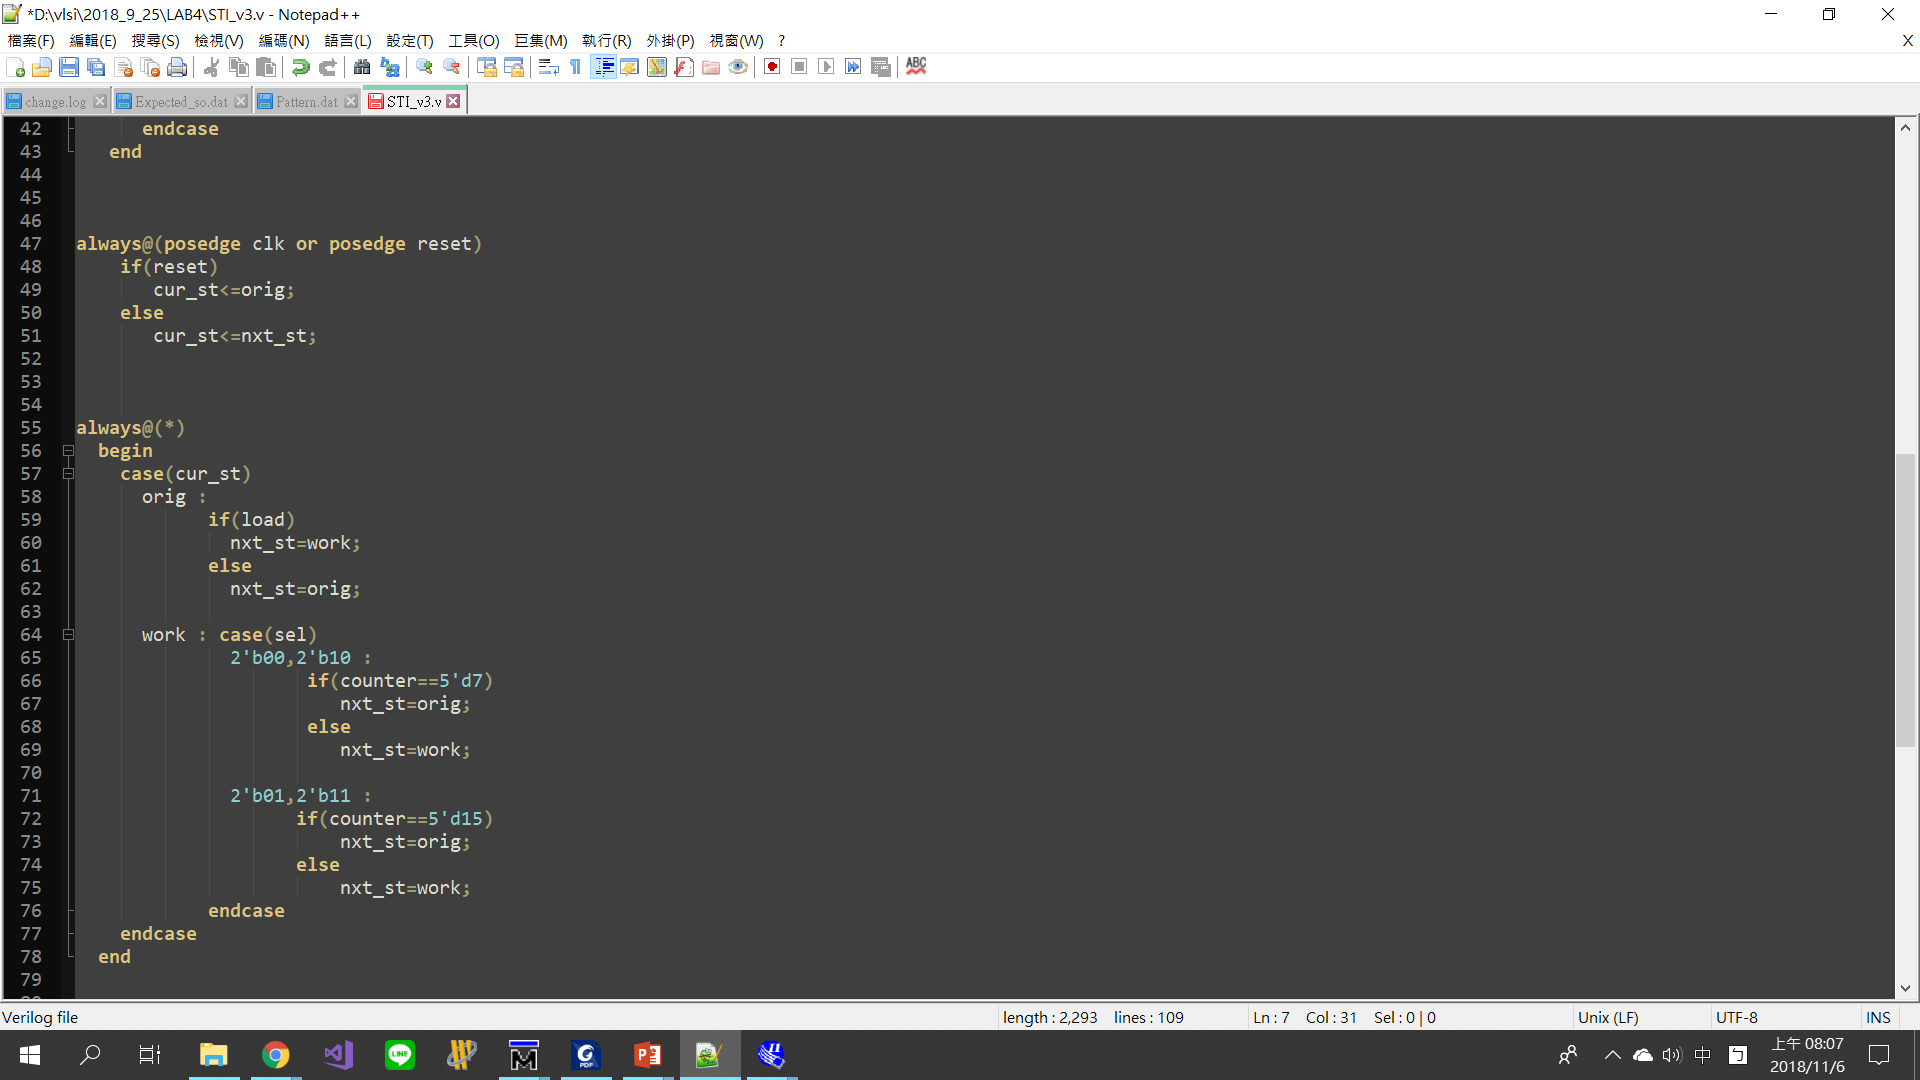 *D:\vlsi\2018_9_25\LAB4\STI_v3.v - Notepad++
檔案(F) 編輯(E) 搜尋(S) 檢視(V) 編碼(N) 語言(L) 設定(T) 工具(O) 巨集(M) 執行(R) 外掛(P) 視窗(W) ? X
ABC
change.log Expected_so.dat Pattern.dat STI_v3.v
42 endcase
43 end
44
45
46
47 always@(posedge clk or posedge reset)
48 if(reset)
49 cur_st<=orig;
50 else
51 cur_st<=nxt_st;
52
53
54
55 always@(*)
56 begin
57 case(cur_st)
58 orig :
59 if(load)
60 nxt_st=work;
61 else
62 nxt_st=orig;
63
64 work : case(sel)
65 2'b00,2'b10 :
66 if(counter==5'd7)
67 nxt_st=orig;
68 else
69 nxt_st=work;
70
71 2'b01,2'b11 :
72 if(counter==5'd15)
73 nxt_st=orig;
74 else
75 nxt_st=work;
76 endcase
77 endcase
78 end
79
Verilog file length : 2,293 lines : 109 Ln : 7 Col : 31 Sel : 0 | 0 Unix (LF) UTF-8 INS
中 上午 08:07
2018/11/6